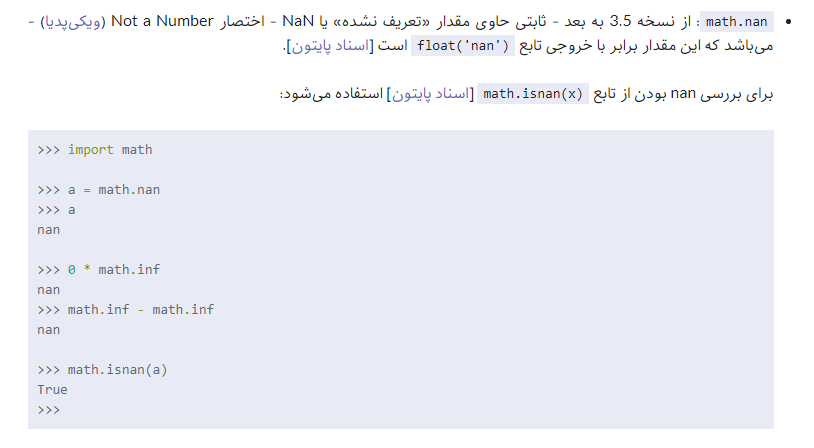 math.nan : از نسخه 3.5 به بعد - ثابتی حاوی مقدار «تعریف نشده» یا NaN - اختصار Not a Number (ویکی‌پدیا) -
می‌باشد که این مقدار برابر با خروجی تابع float('nan') است [اسناد پایتون].
برای بررسی nan بودن از تابع math.isnan(x) [اسناد پایتون] استفاده می‌شود:
>>> import math
>>> a = math.nan
>>> a
nan
>>> 0 * math.inf
nan
>>> math.inf - math.inf
nan
>>> math.isnan(a)
True
>>>